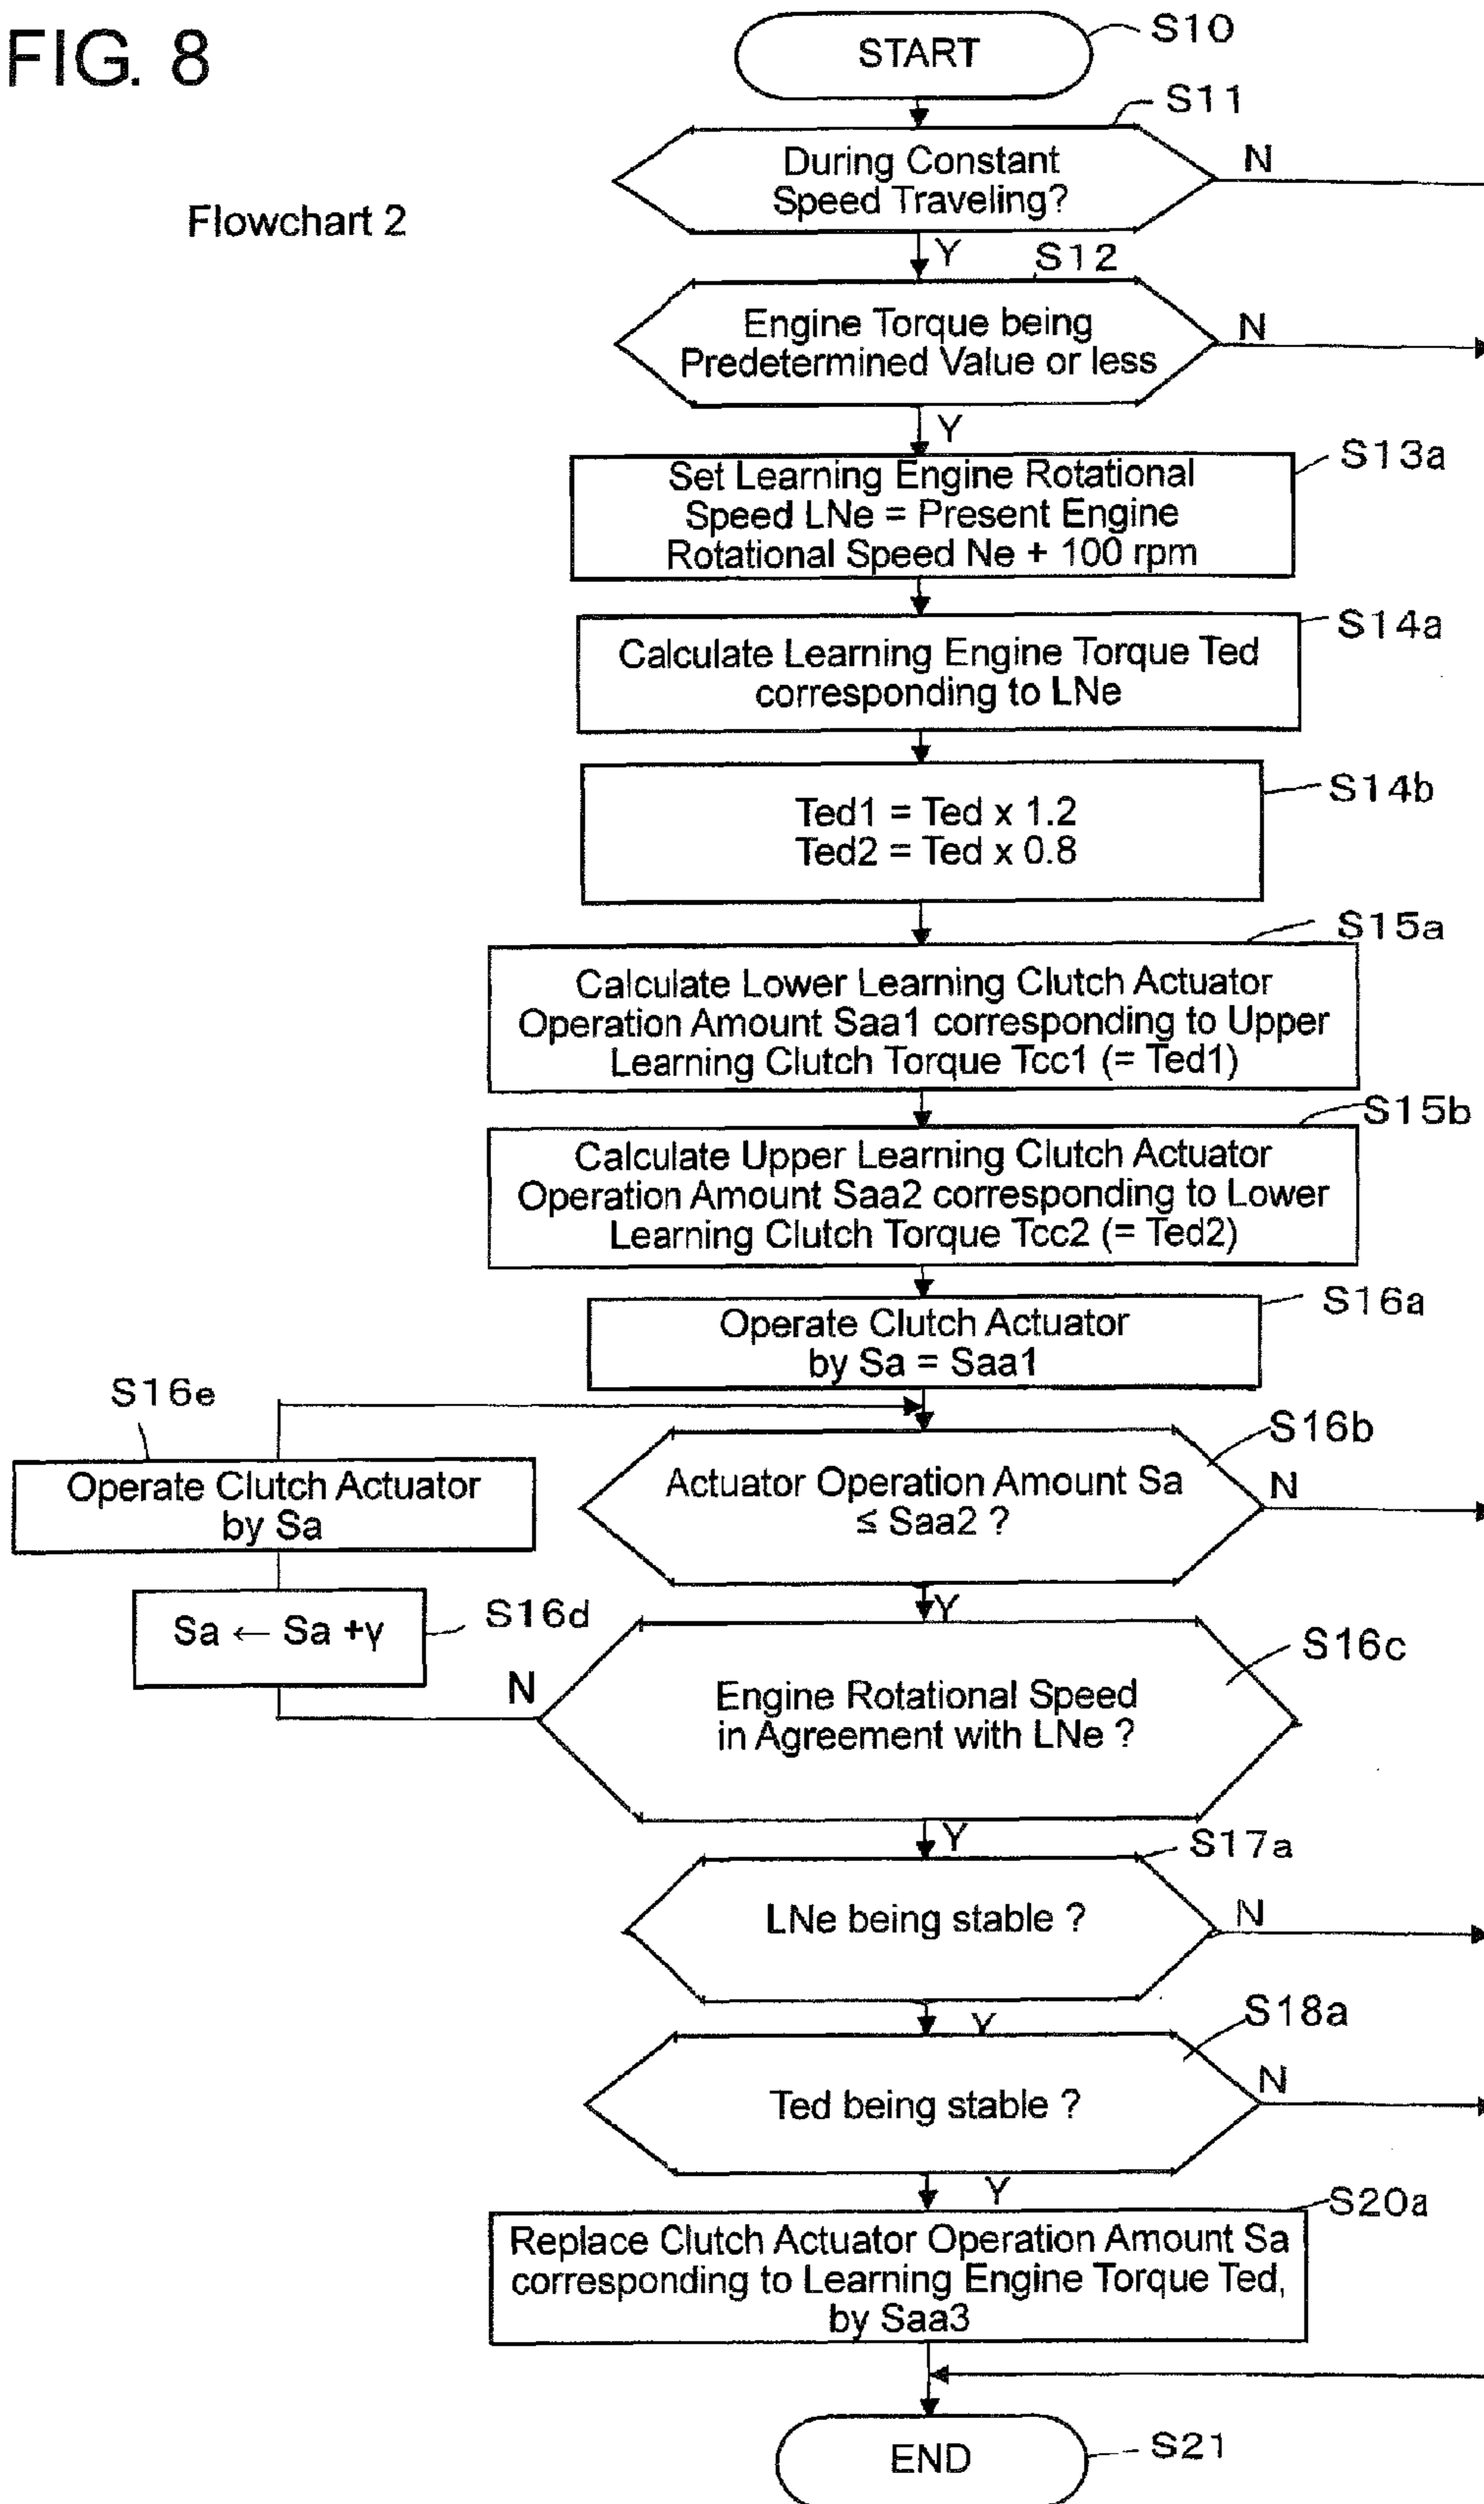 FIG. 8
START
S10
S11
During Constant
Speed Traveling?
N
Flowchart 2
Y
S12
Engine Torque being
Predetermined Value or less
N
Y
S13a
Set Learning Engine Rotational
Speed LNe = Present Engine
Rotational Speed Ne + 100 rpm
S14a
Calculate Learning Engine Torque Ted
corresponding to LNe
S14b
Ted1 = Ted x 1.2
Ted2 = Ted x 0.8
S15a
Calculate Lower Learning Clutch Actuator
Operation Amount Saa1 corresponding to Upper
Learning Clutch Torque Tcc1 (= Ted1)
S15b
Calculate Upper Learning Clutch Actuator
Operation Amount Saa2 corresponding to Lower
Learning Clutch Torque Tcc2 (= Ted2)
S16a
Operate Clutch Actuator
by Sa = Saa1
S16e
S16b
Operate Clutch Actuator
by Sa
Actuator Operation Amount Sa
≤ Saa2 ?
N
Y
Sa ← Sa +γ
S16d
S16c
N
Engine Rotational Speed
in Agreement with LNe ?
Y
S17a
LNe being stable ?
N
Y
S18a
Ted being stable ?
N
Y
S20a
Replace Clutch Actuator Operation Amount Sa
corresponding to Learning Engine Torque Ted,
by Saa3
END
S21